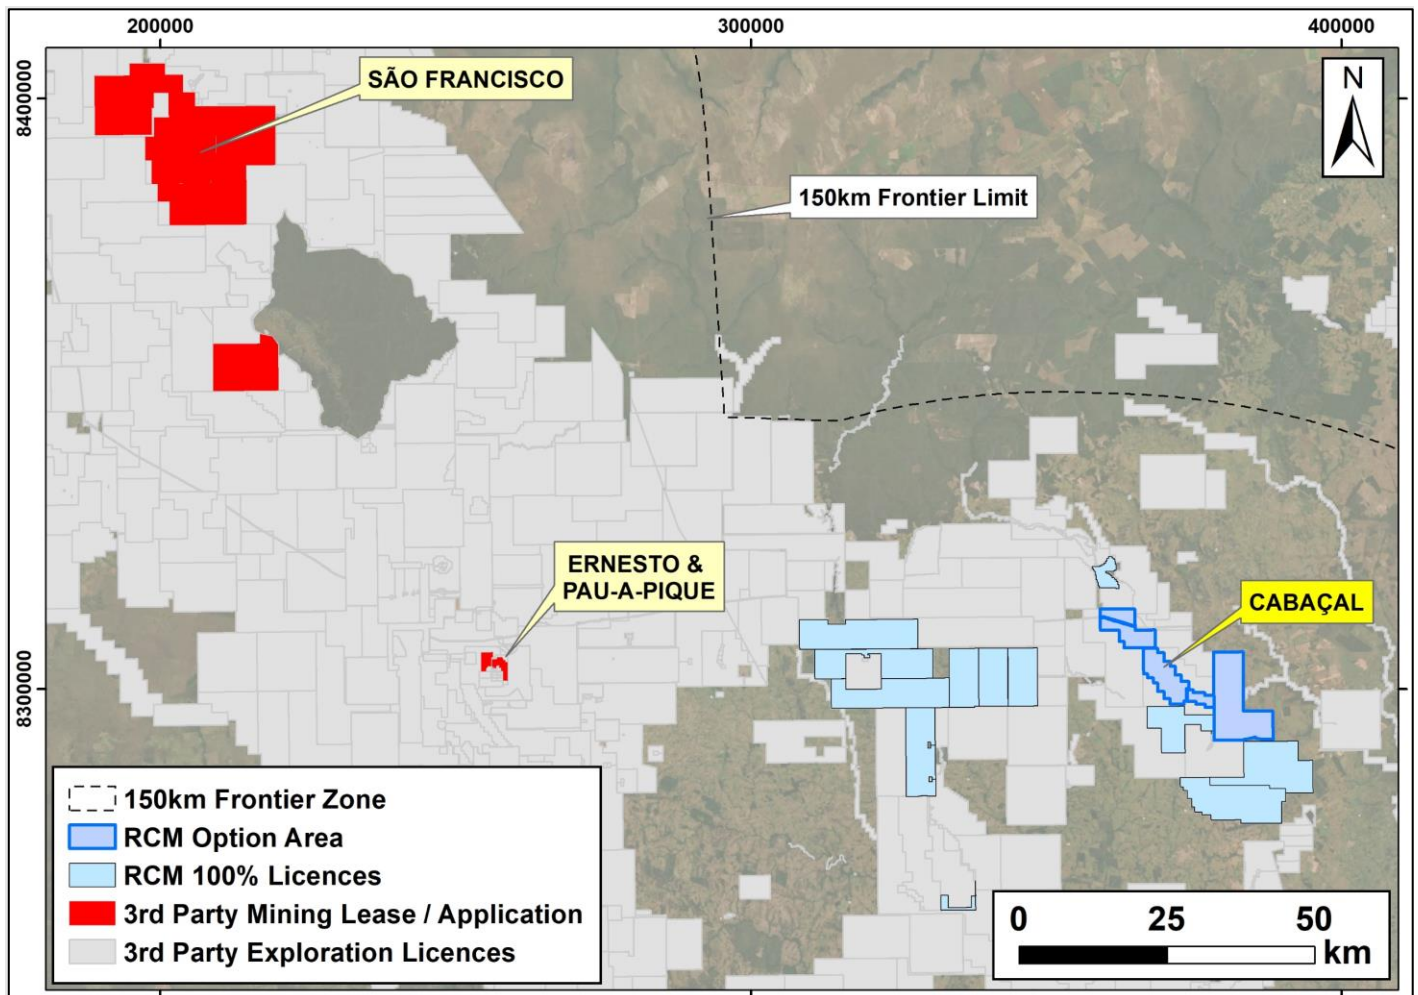 200000
300000
400000
8400000
8300000
SÃO FRANCISCO
N
150km Frontier Limit
ERNESTO &
PAU-A-PIQUE
CABAÇAL
150km Frontier Zone
RCM Option Area
RCM 100% Licences
3rd Party Mining Lease / Application
3rd Party Exploration Licences
0 25 50
km